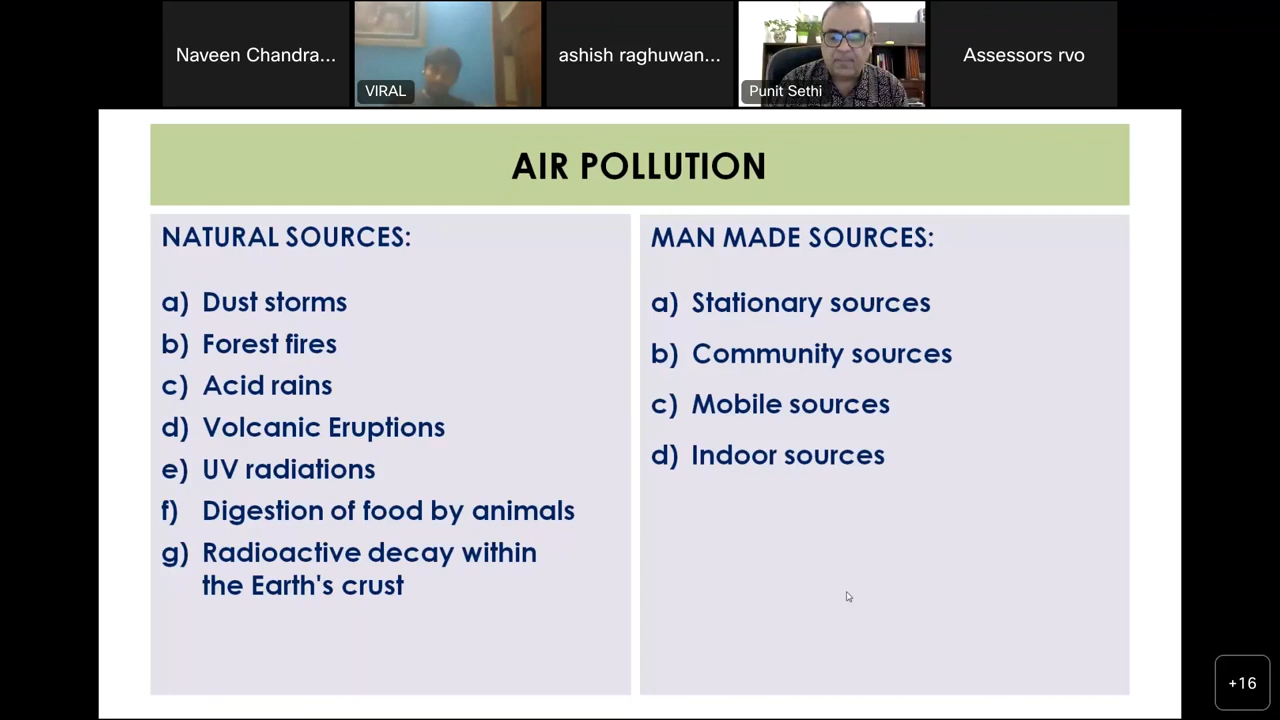 Naveen Chandra...
VIRAL
ashish raghuwan...
Punit Sethi
Assessors rvo
AIR POLLUTION
NATURAL SOURCES:
a) Dust storms
b) Forest fires
c) Acid rains
d) Volcanic Eruptions
e) UV radiations
f) Digestion of food by animals
g) Radioactive decay within
the Earth's crust
MAN MADE SOURCES:
a) Stationary sources
b) Community sources
c) Mobile sources
d) Indoor sources
+16